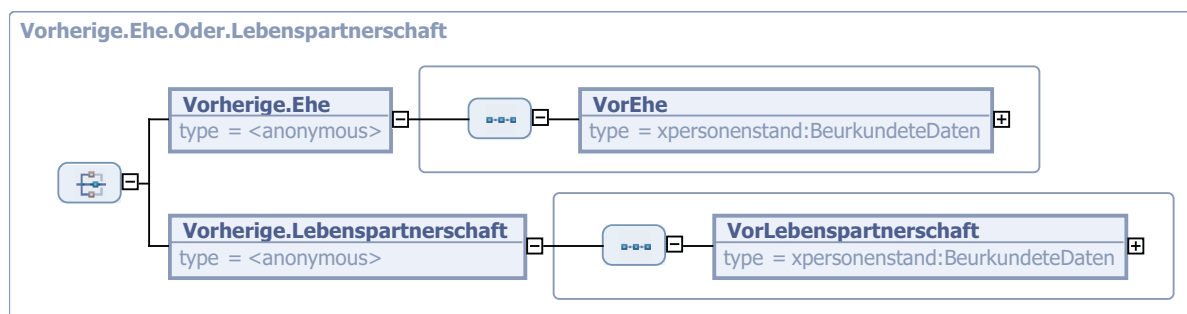 Vorherige.Ehe.Oder.Lebenspartnerschaft
Vorherige.Ehe
type = <anonymous>
VorEhe
type = xpersonenstand:BeurkundeteDaten
Vorherige.Lebenspartnerschaft
type = <anonymous>
VorLebenspartnerschaft
type = xpersonenstand:BeurkundeteDaten